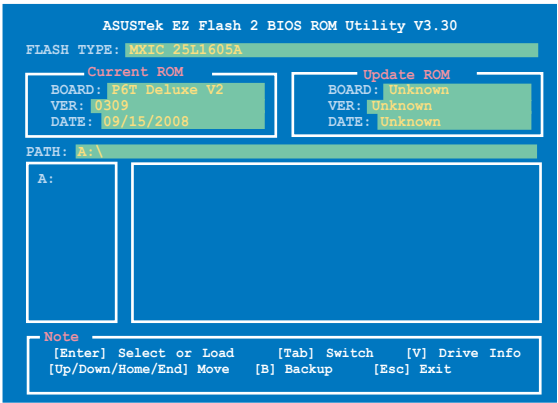 ASUSTek EZ Flash 2 BIOS ROM Utility V3.30
FLASH TYPE: MXIC 25L1605A
Current ROM
BOARD: P6T Deluxe V2
VER: 0309
DATE: 09/15/2008
Update ROM
BOARD: Unknown
VER: Unknown
DATE: Unknown
PATH: A:\
A:
Note
[Enter] Select or Load [Tab] Switch [V] Drive Info
[Up/Down/Home/End] Move [B] Backup [Esc] Exit